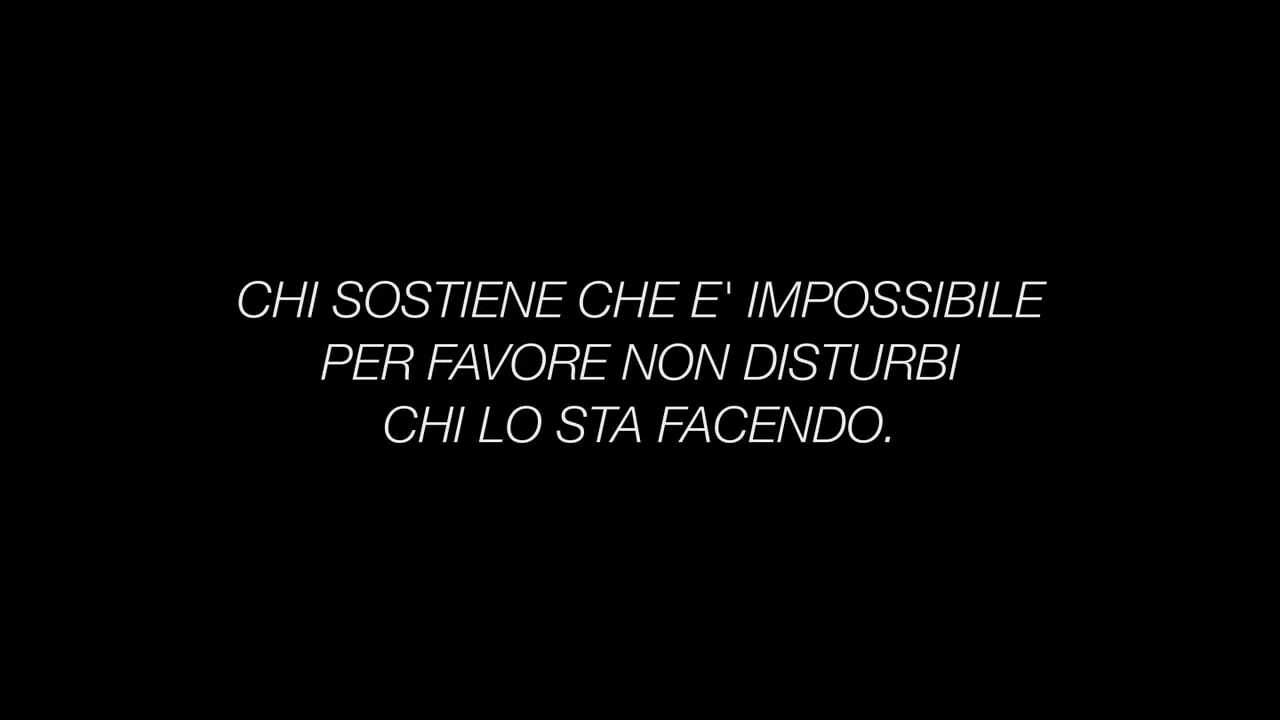 CHI SOSTIENE CHE E' IMPOSSIBILE
PER FAVORE NON DISTURBI
CHI LO STA FACENDO.